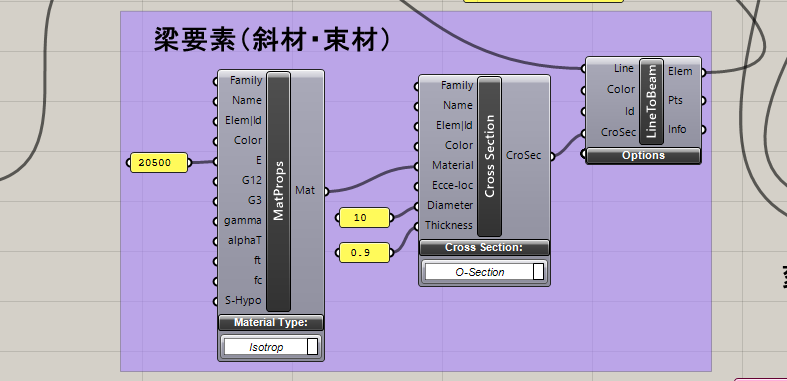 梁要素（斜材・束材）
Family
Name
Elem|Id
Color
E
G12
G3
gamma
alphaT
ft
fc
S-Hypo
MatProps
Mat
Material Type:
Isotrop
20500
10
0.9
Family
Name
Elem|Id
Color
Material
Ecce-loc
Diameter
Thickness
Cross Section
CroSec
Cross Section:
O-Section
Line
Color
Id
CroSec
LineToBeam
Elem
Pts
Info
Options